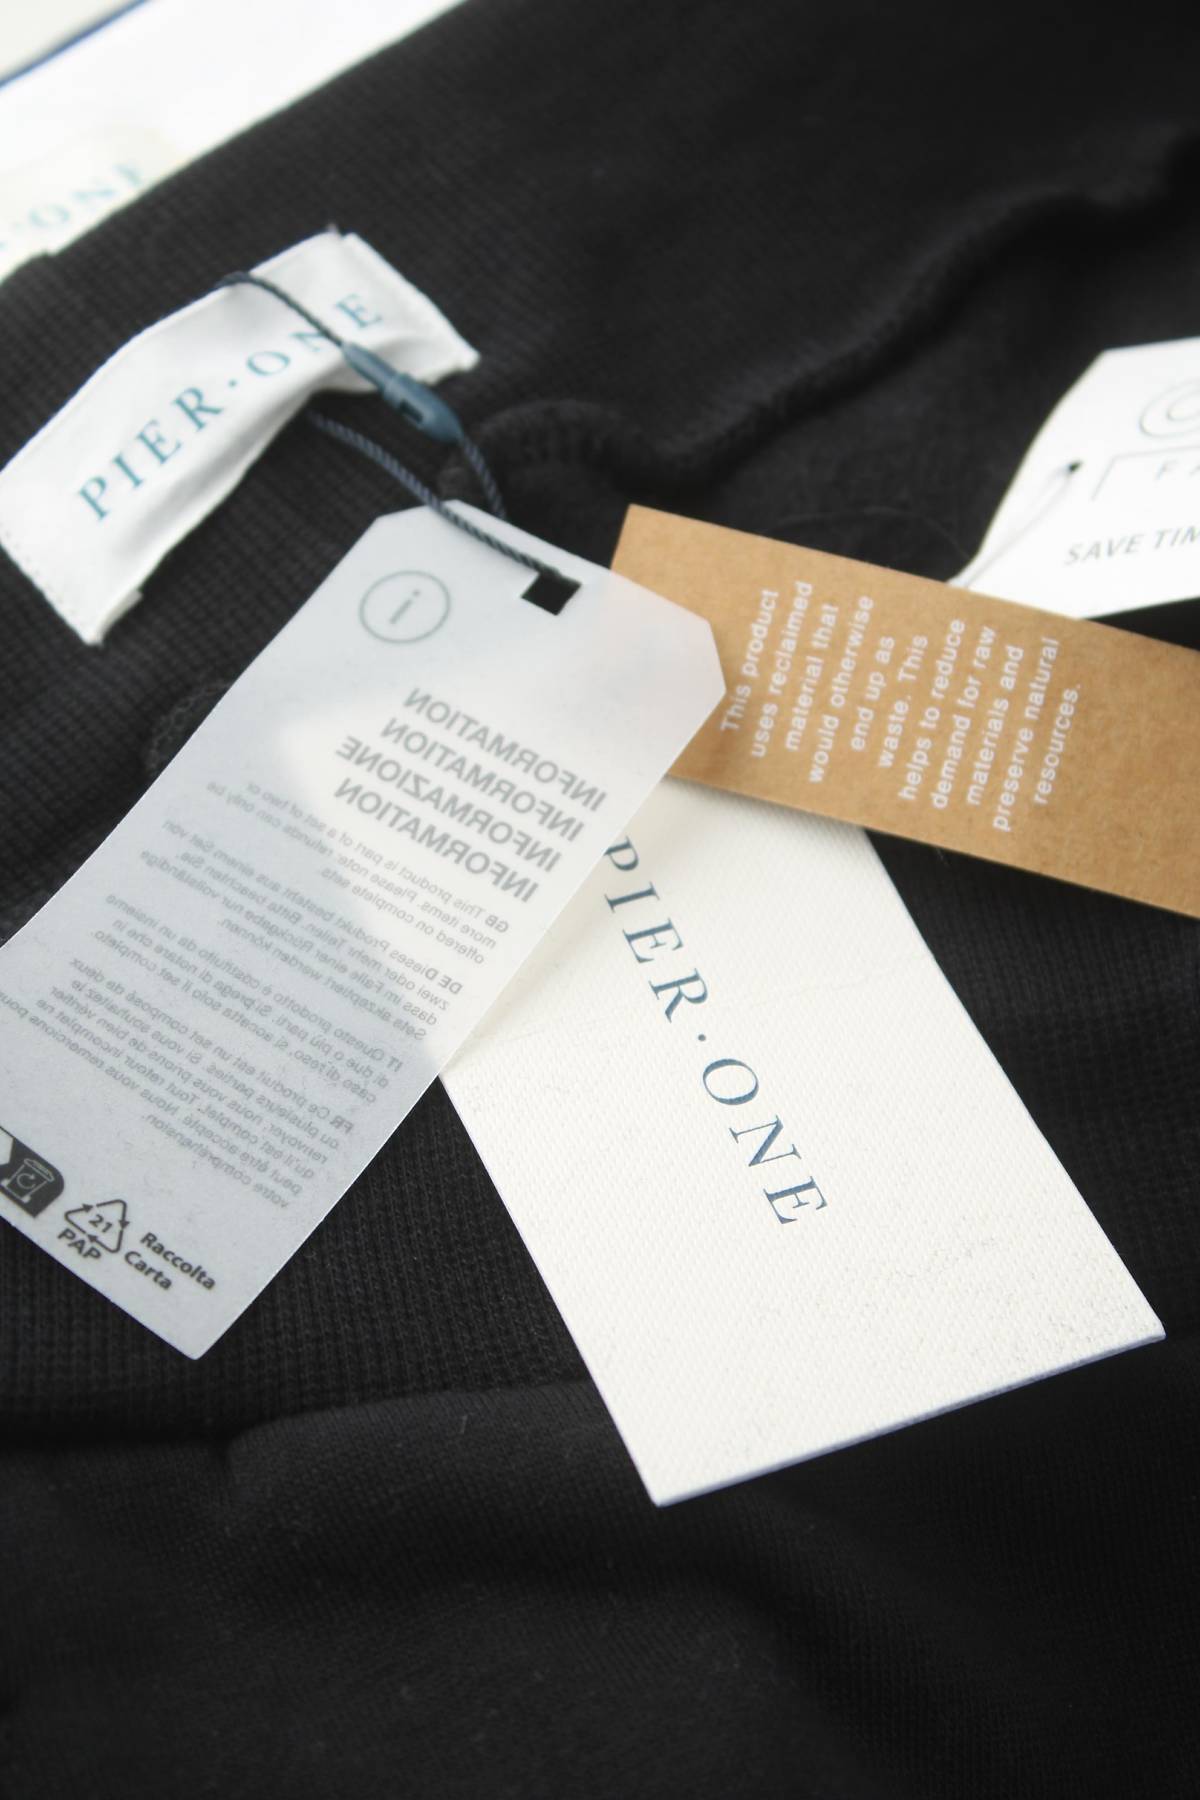 PIER·ONE
INFORMATION
INFORMATION
INFORMAZIONE
INFORMATION
GB This product is part of a set of two or
more items. Please note: refunds can only be
offered on complete sets.
DE Dieses Produkt besteht aus einem Set von
zwei oder mehr Teilen. Bitte beachten Sie,
dass im Falle einer Rückgabe nur vollständige
Sets akzeptiert werden können.
IT Questo prodotto è costituito da un insieme
di due o più parti. Si prega di notare che in
caso di reso, si accetta solo il set completo.
FR Ce produit est un set composé de deux
ou plusieurs parties. Si vous souhaitez le
renvoyer, nous vous prions de bien vérifier
qu'il est complet. Tout retour incomplet ne
peut être accepté. Nous vous remercions pour
votre compréhension.
21
PAP
Raccolta
Carta
This product
uses reclaimed
material that
would otherwise
end up as
waste. This
helps to reduce
demand for raw
materials and
preserve natural
resources.
PIER·ONE
SAVE
ONE